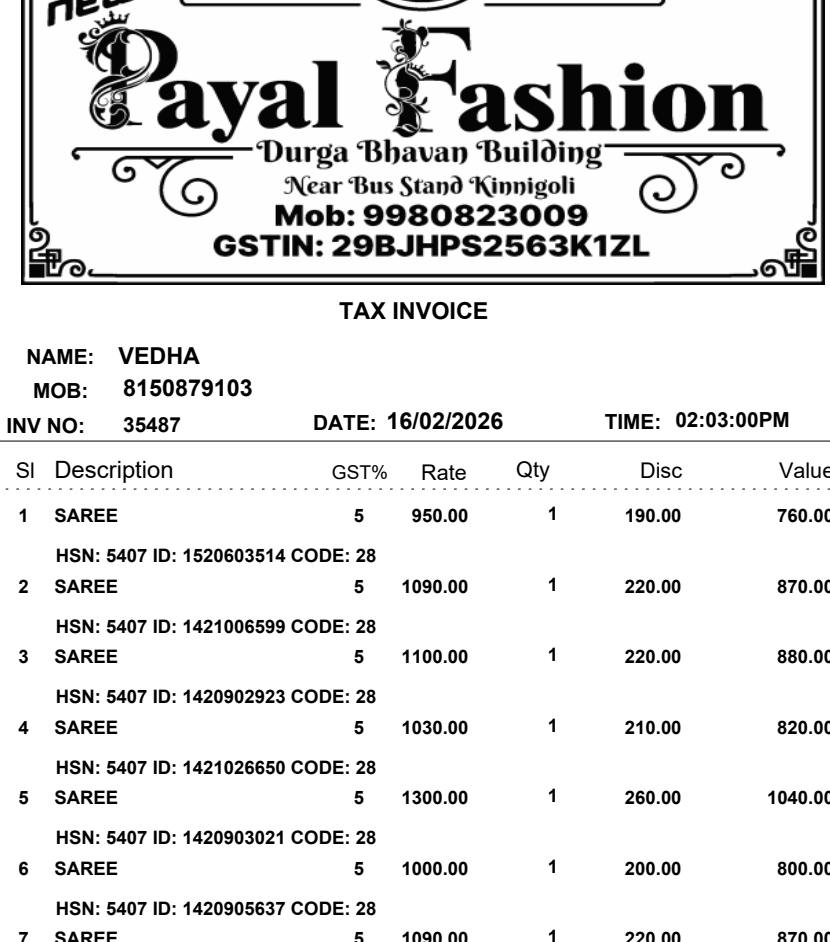 new
Payal Fashion
Durga Bhavan Building
Near Bus Stand Kinnigoli
Mob: 9980823009
GSTIN: 29BJHPS2563K1ZL
TAX INVOICE
NAME: VEDHA
MOB: 8150879103
INV NO: 35487 DATE: 16/02/2026 TIME: 02:03:00PM
Sl Description GST% Rate Qty Disc Value
1 SAREE 5 950.00 1 190.00 760.00
HSN: 5407 ID: 1520603514 CODE: 28
2 SAREE 5 1090.00 1 220.00 870.00
HSN: 5407 ID: 1421006599 CODE: 28
3 SAREE 5 1100.00 1 220.00 880.00
HSN: 5407 ID: 1420902923 CODE: 28
4 SAREE 5 1030.00 1 210.00 820.00
HSN: 5407 ID: 1421026650 CODE: 28
5 SAREE 5 1300.00 1 260.00 1040.00
HSN: 5407 ID: 1420903021 CODE: 28
6 SAREE 5 1000.00 1 200.00 800.00
HSN: 5407 ID: 1420905637 CODE: 28
7 SAREE 5 1090.00 1 220.00 870.00